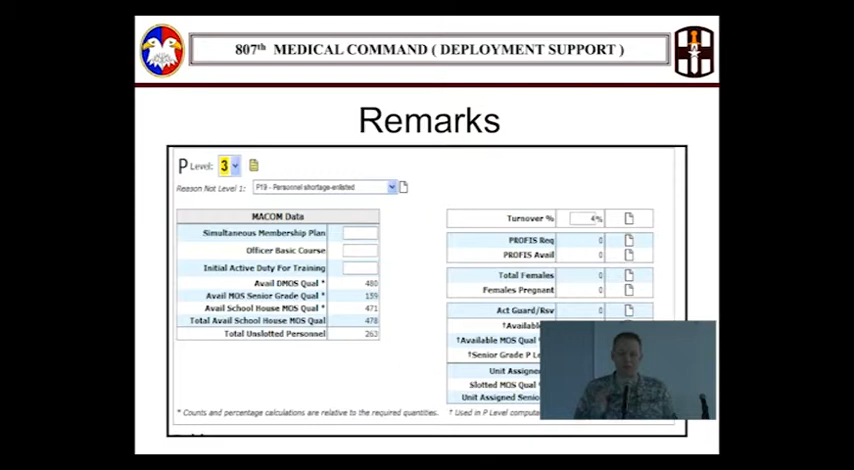 807th MEDICAL COMMAND ( DEPLOYMENT SUPPORT )
Remarks
P Level: 3
Reason Not Level 1: P19 - Personnel shortage-enlisted
MACOM Data
Simultaneous Membership Plan
Officer Basic Course
Initial Active Duty For Training
Avail DMOS Qual * 480
Avail MOS Senior Grade Qual * 159
Avail School House MOS Qual * 471
Total Avail School House MOS Qual 478
Total Unslotted Personnel 263
Turnover % 4%
PROFIS Req 0
PROFIS Avail 0
Total Females 0
Females Pregnant 0
Act Guard/Rsv 0
†Available
†Available MOS Qual
†Senior Grade P Le
Unit Assigned
Slotted MOS Qual
Unit Assigned Senio
* Counts and percentage calculations are relative to the required quantities.
† Used in P Level computa